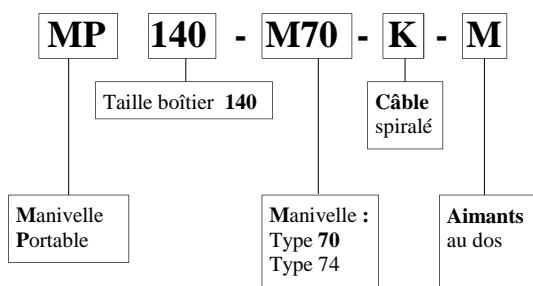 MP 140 - M70 - K - M
Taille boîtier 140
Câble
spiralé
Manivelle
Portable
Manivelle :
Type 70
Type 74
Aimants
au dos